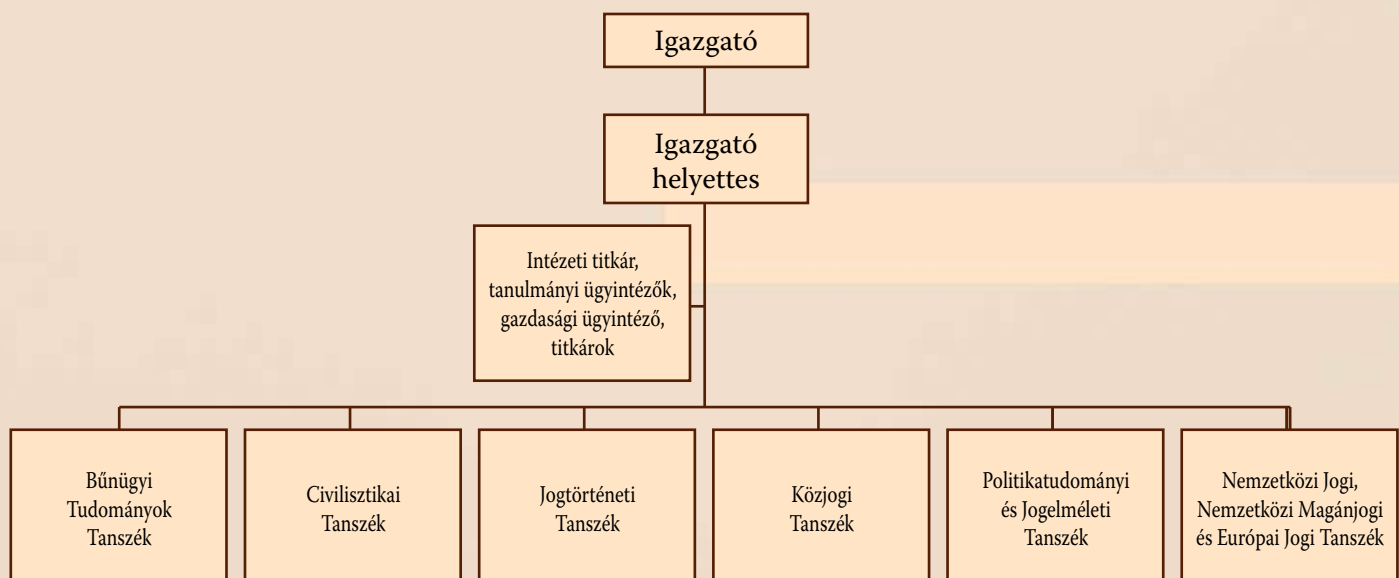 Igazgató
Igazgató
helyettes
Intézeti titkár,
tanulmányi ügyintézők,
gazdasági ügyintéző,
titkárok
Bűnügyi
Tudományok
Tanszék
Civilisztikai
Tanszék
Jogtörténeti
Tanszék
Közjogi
Tanszék
Politikatudományi
és Jogelméleti
Tanszék
Nemzetközi Jogi,
Nemzetközi Magánjogi
és Európai Jogi Tanszék